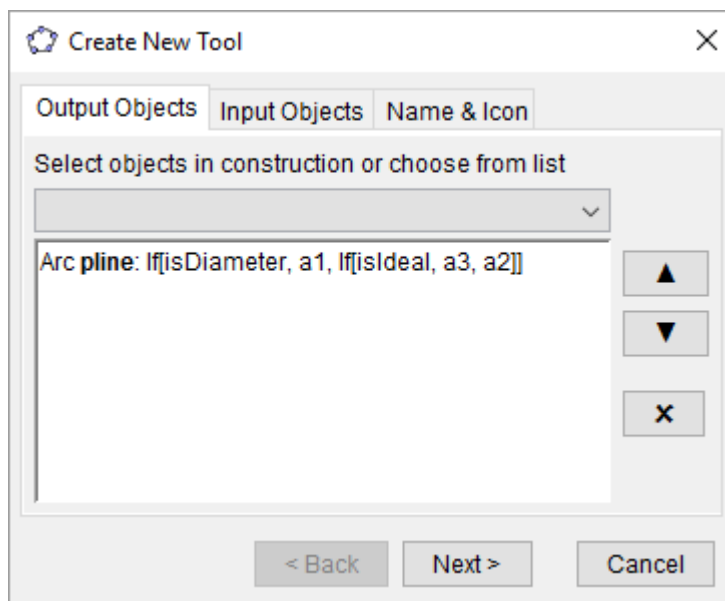 Create New Tool
Output Objects
Input Objects
Name & Icon
Select objects in construction or choose from list
Arc pline: If[isDiameter, a1, If[isIdeal, a3, a2]]
< Back
Next >
Cancel